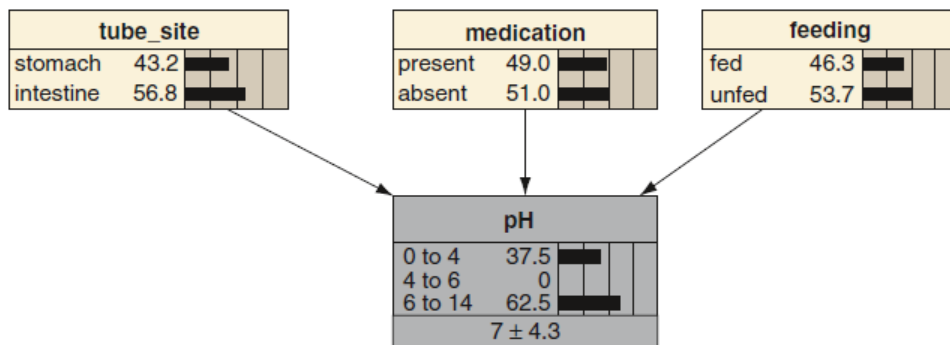 tube_site
stomach 43.2
intestine 56.8
medication
present 49.0
absent 51.0
feeding
fed 46.3
unfed 53.7
pH
0 to 4 37.5
4 to 6 0
6 to 14 62.5
7 ± 4.3